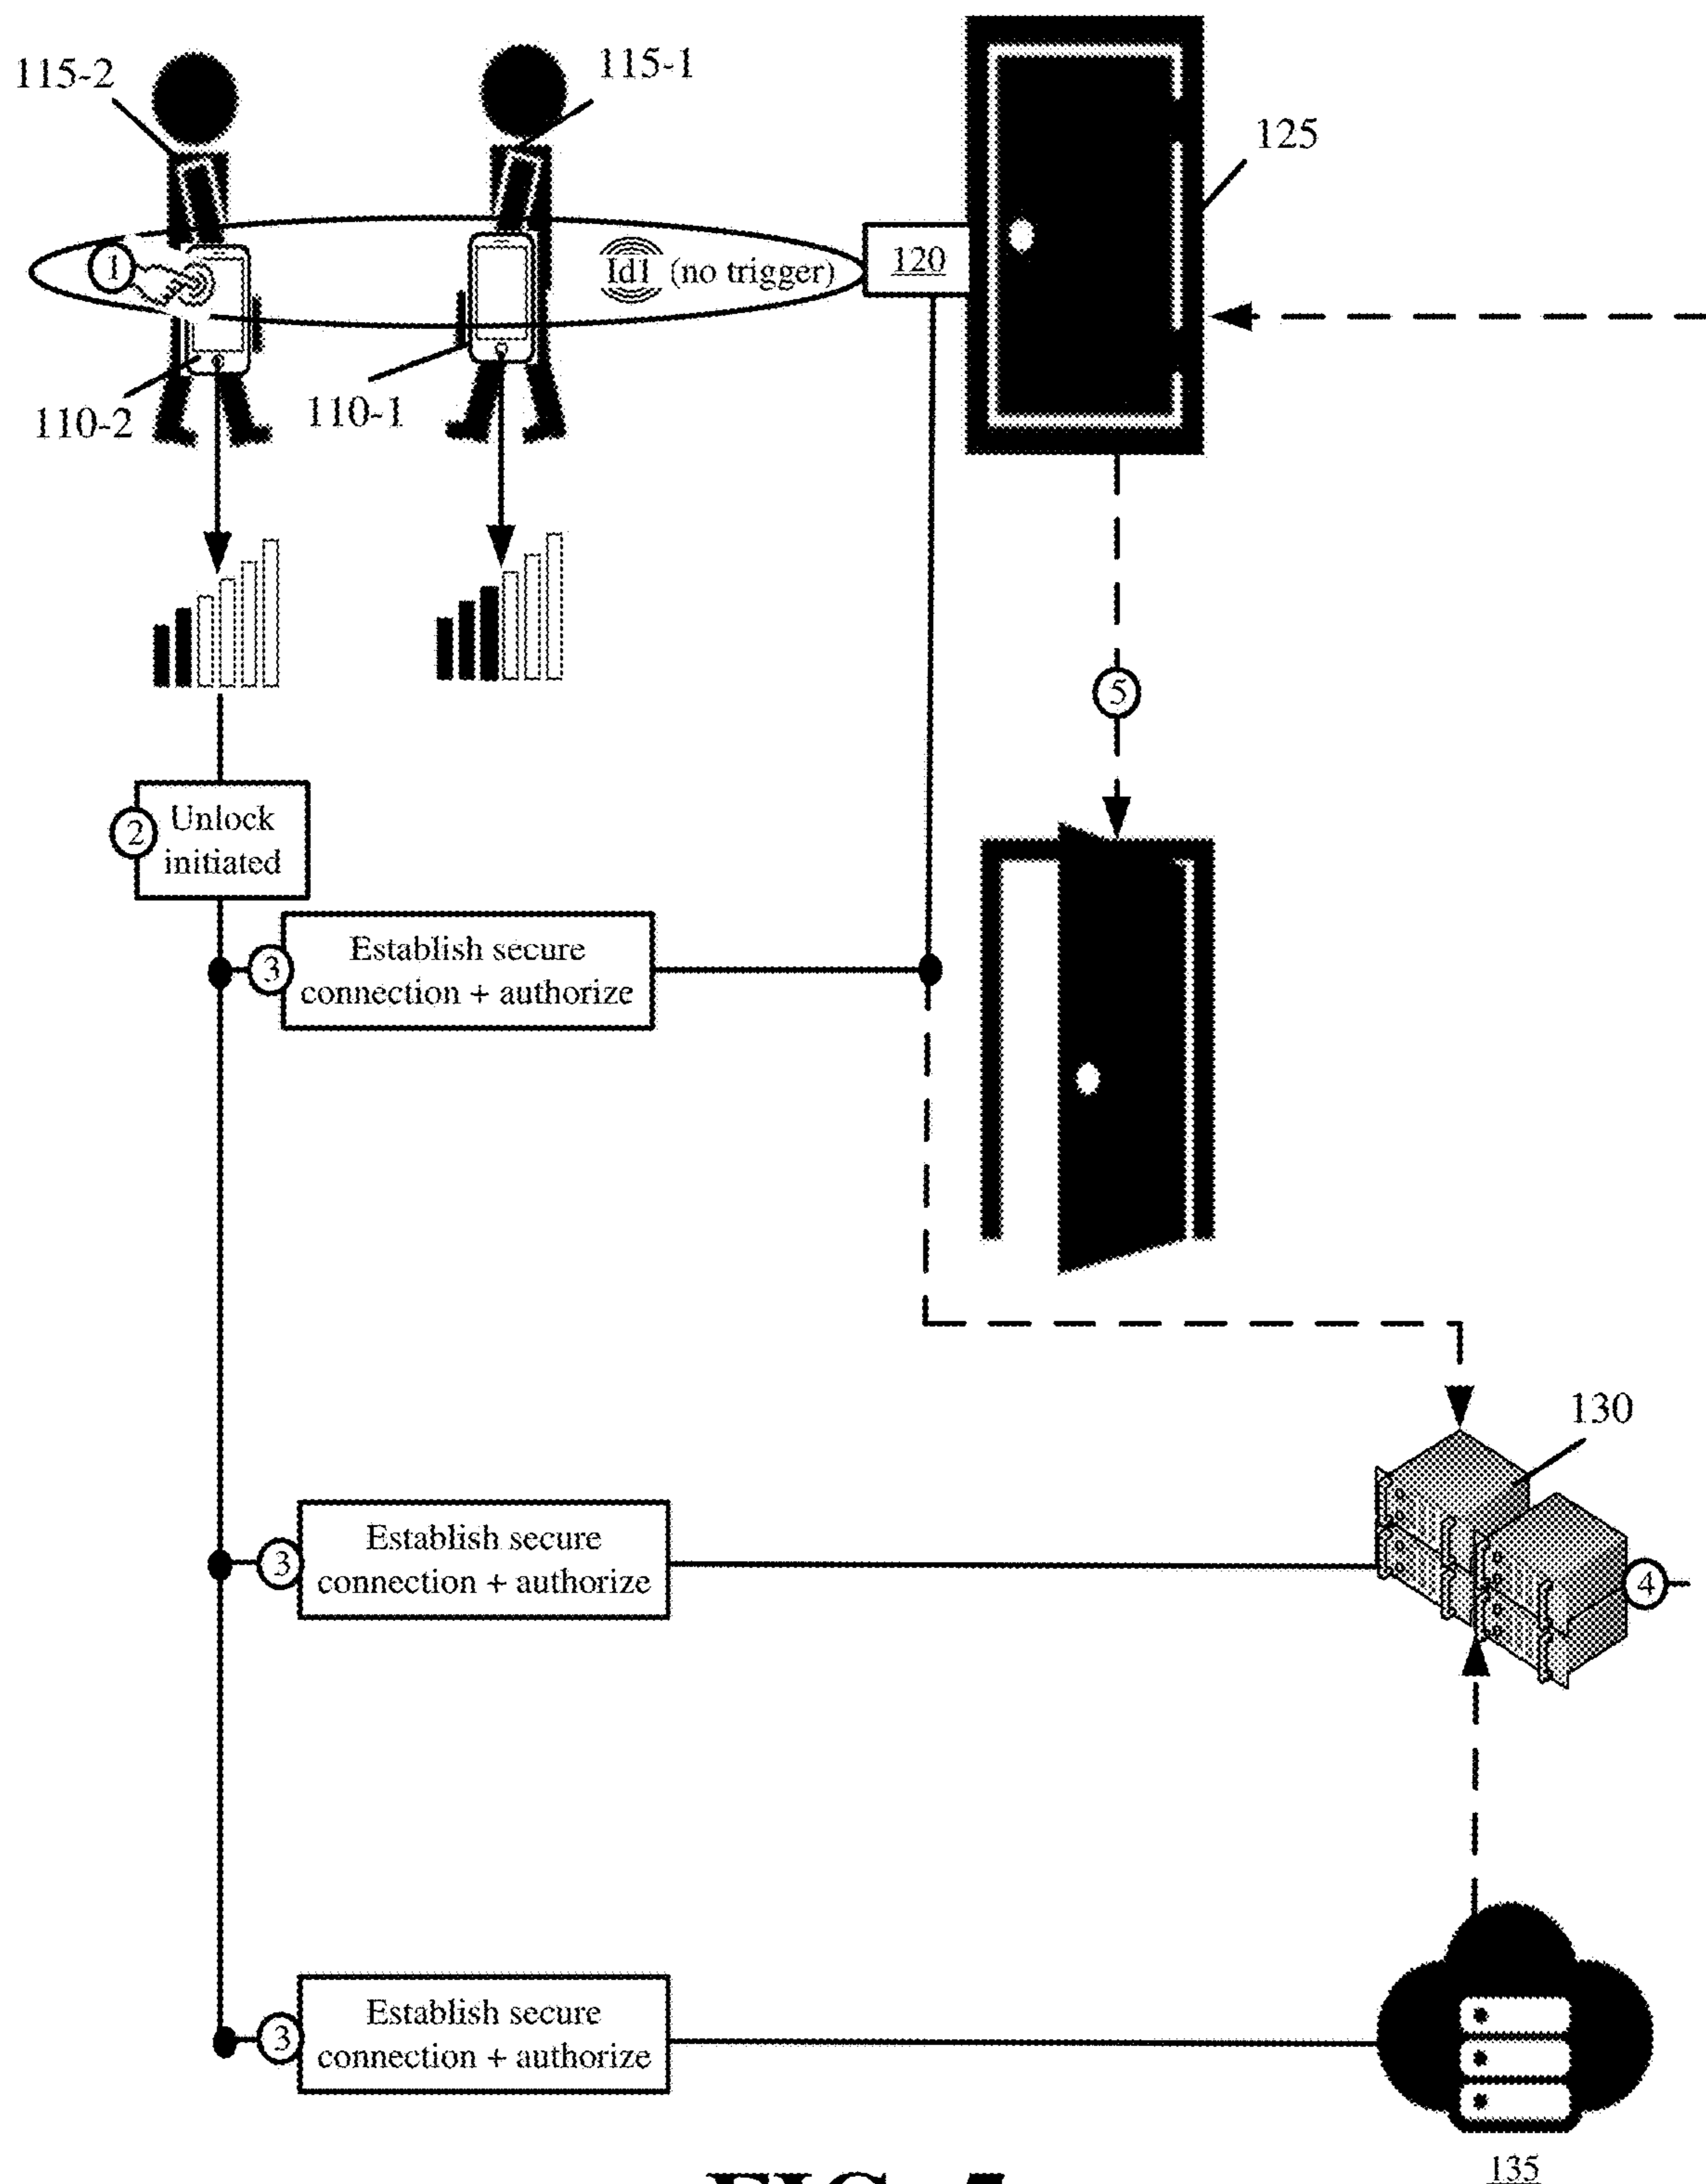 115-2
115-1
125
1
Id1 (no trigger)
120
110-2
110-1
5
2
Unlock
initiated
3
Establish secure
connection + authorize
130
3
Establish secure
connection + authorize
4
3
Establish secure
connection + authorize
135